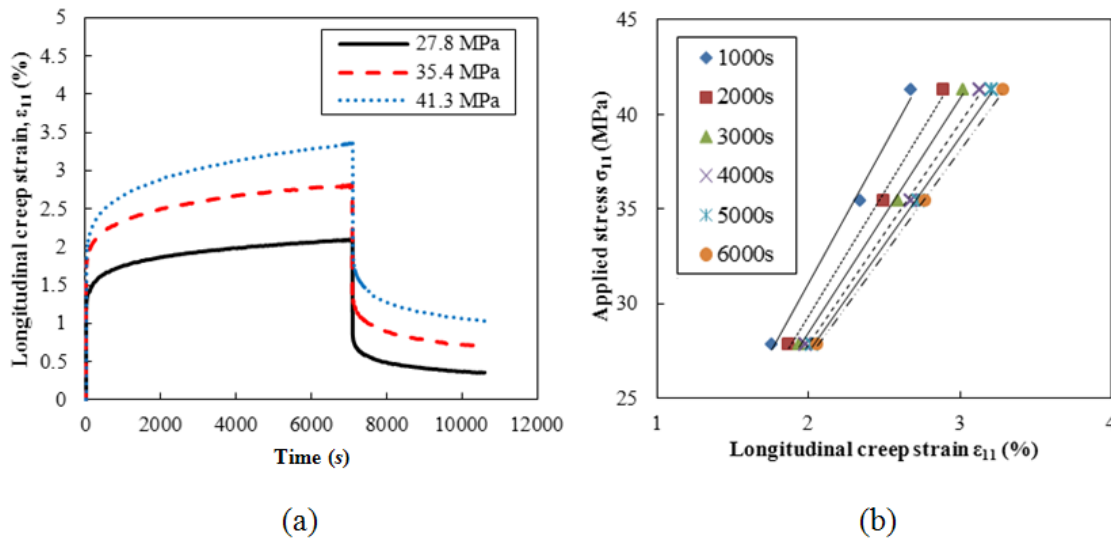 5
4.5
4
3.5
3
2.5
2
1.5
1
0.5
0
Longitudinal creep strain, ε11 (%)
27.8 MPa
35.4 MPa
41.3 MPa
0 2000 4000 6000 8000 10000 12000
Time (s)
(a)
45
35
25
Applied stress σ11 (MPa)
1000s
2000s
3000s
4000s
5000s
6000s
1 2 3 4
Longitudinal creep strain ε11 (%)
(b)